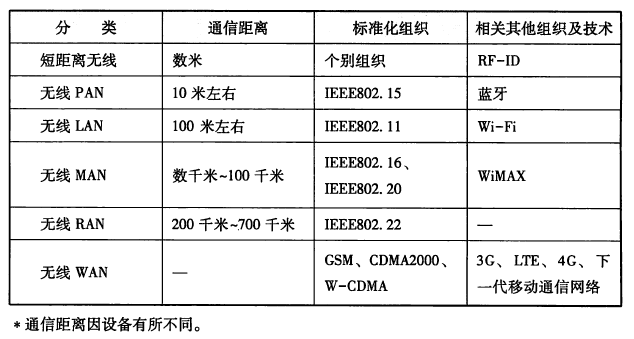 分 类 通信距离 标准化组织 相关其他组织及技术
短距离无线 数米 个别组织 RF-ID
无线 PAN 10 米左右 IEEE802.15 蓝牙
无线 LAN 100 米左右 IEEE802.11 Wi-Fi
无线 MAN 数千米~100 千米 IEEE802.16、 WiMAX
IEEE802.20
无线 RAN 200 千米~700 千米 IEEE802.22 —
无线 WAN — GSM、CDMA2000、 3G、LTE、4G、下
W-CDMA 一代移动通信网络
*通信距离因设备有所不同。